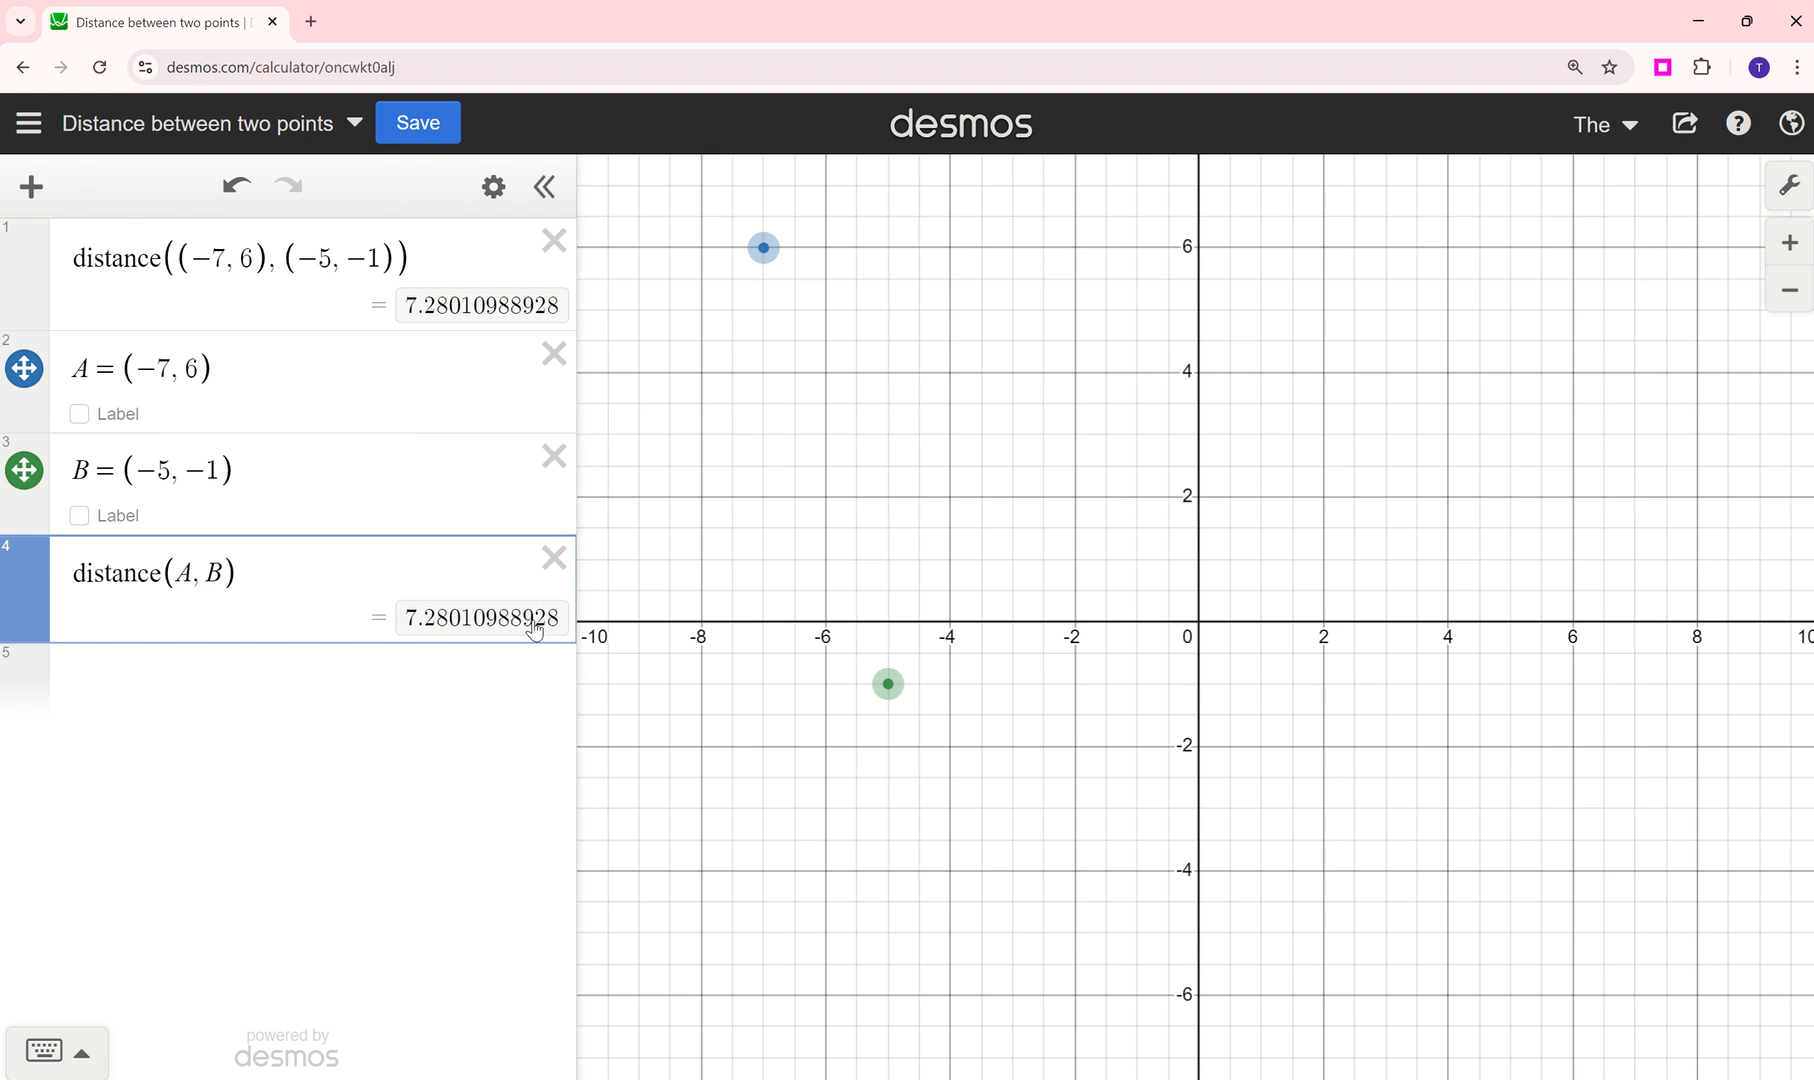 Distance between two points |
desmos.com/calculator/oncwkt0alj
T
Distance between two points
Save
desmos
The
1
distance((−7, 6), (−5, −1))
= 7.28010988928
2
A = (−7, 6)
Label
3
B = (−5, −1)
Label
4
distance(A, B)
= 7.28010988928
5
powered by
desmos
6
4
2
-10 -8 -6 -4 -2 0 2 4 6 8 10
-2
-4
-6